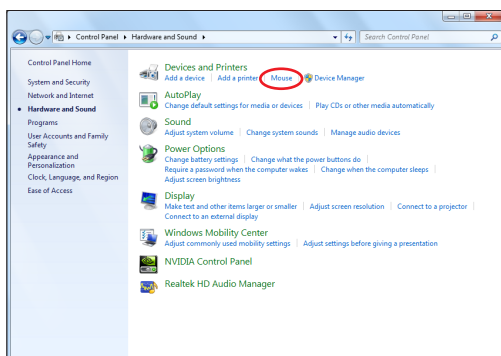 Control Panel ▸ Hardware and Sound ▸
Search Control Panel
Control Panel Home
System and Security
Network and Internet
Hardware and Sound
Programs
User Accounts and Family
Safety
Appearance and
Personalization
Clock, Language, and Region
Ease of Access
Devices and Printers
Add a device | Add a printer | Mouse | Device Manager
AutoPlay
Change default settings for media or devices | Play CDs or other media automatically
Sound
Adjust system volume | Change system sounds | Manage audio devices
Power Options
Change battery settings | Change what the power buttons do |
Require a password when the computer wakes | Change when the computer sleeps |
Adjust screen brightness
Display
Make text and other items larger or smaller | Adjust screen resolution | Connect to a projector |
Connect to an external display
Windows Mobility Center
Adjust commonly used mobility settings | Adjust settings before giving a presentation
NVIDIA Control Panel
Realtek HD Audio Manager